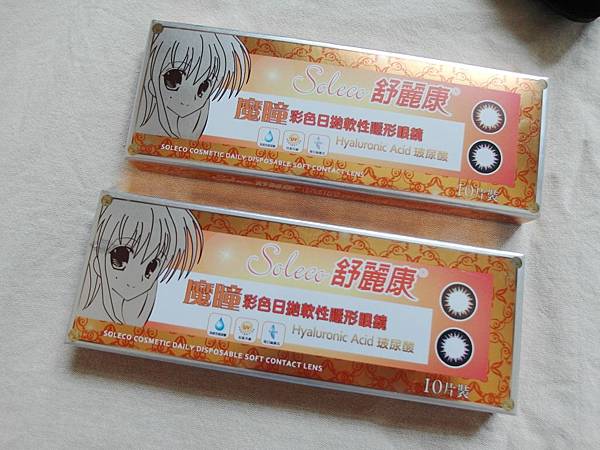 Soleco 舒麗康®
魔瞳 彩色日拋軟性隱形眼鏡
UV
Hyaluronic Acid 玻尿酸
SOLECO COSMETIC DAILY DISPOSABLE SOFT CONTACT LENS
10片裝
Soleco 舒麗康®
魔瞳 彩色日拋軟性隱形眼鏡
UV
Hyaluronic Acid 玻尿酸
SOLECO COSMETIC DAILY DISPOSABLE SOFT CONTACT LENS
10片裝